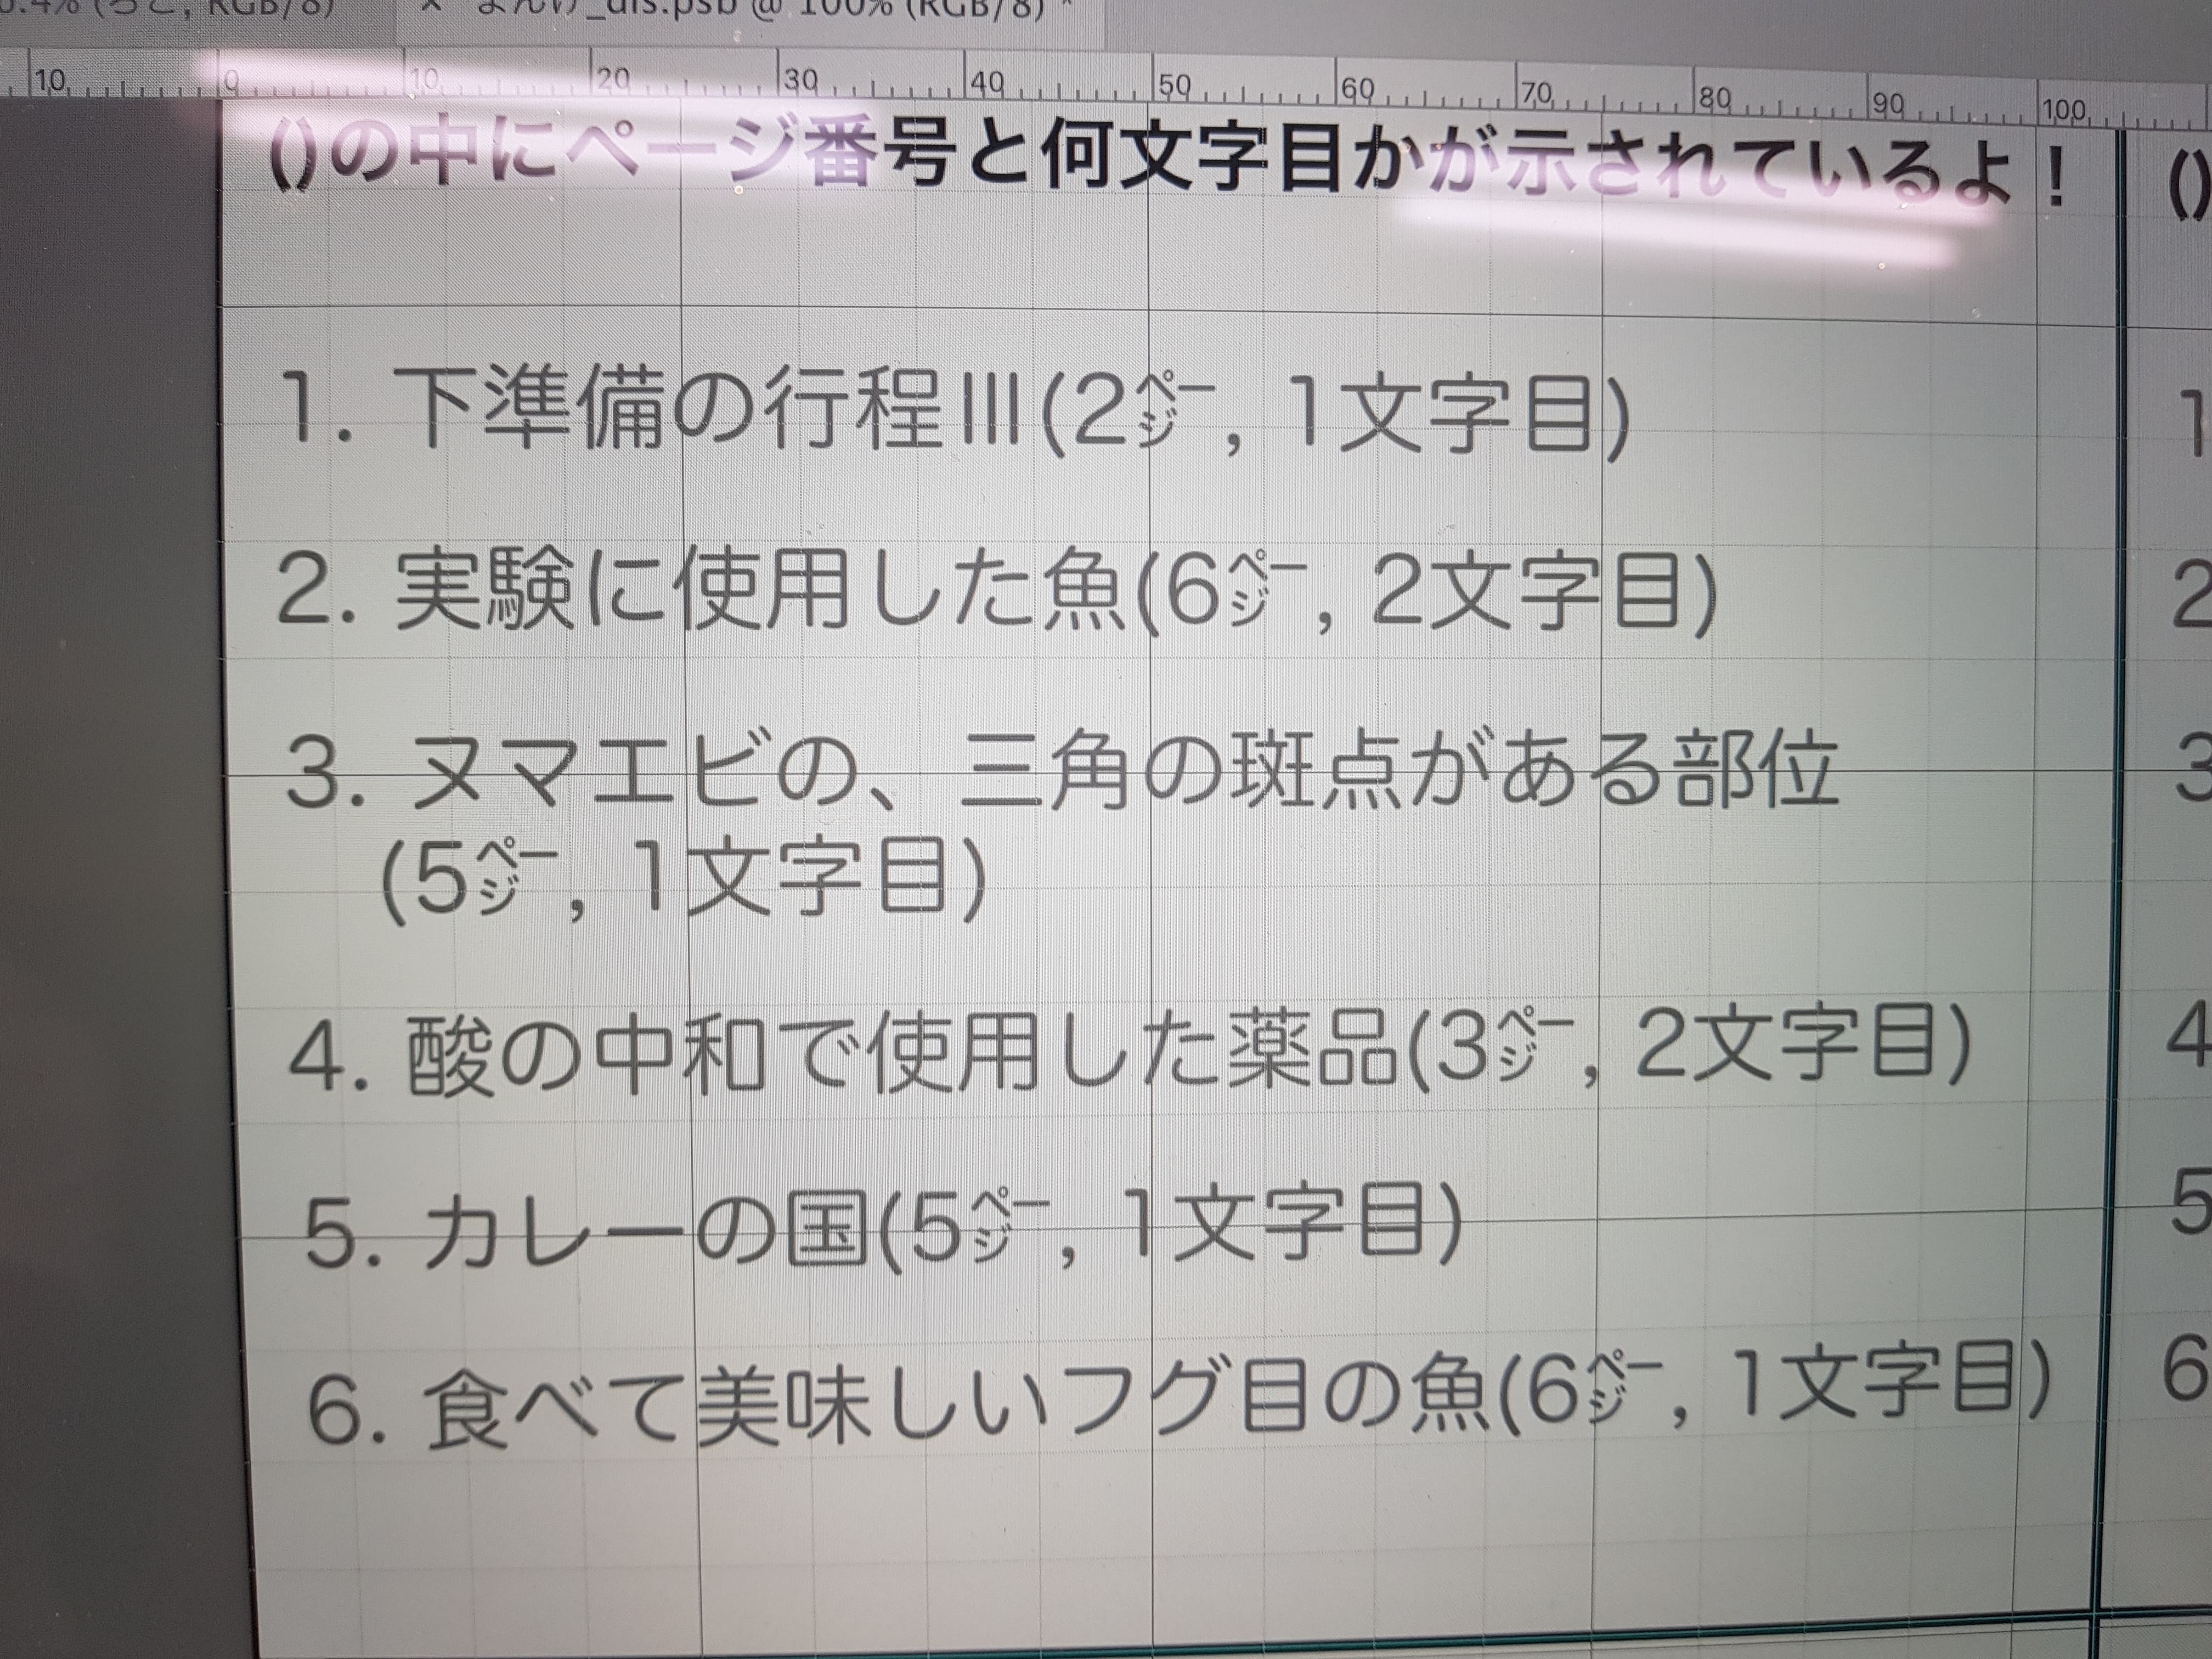 @ 100% (RGB/8) *
10 0 10 20 30 40 50 60 70 80 90 100
()の中にページ番号と何文字目かが示されているよ！ ()
1. 下準備の行程Ⅲ(2㌻, 1文字目) 1
2. 実験に使用した魚(6㌻, 2文字目) 2
3. ヌマエビの、三角の斑点がある部位 3
(5㌻, 1文字目)
4. 酸の中和で使用した薬品(3㌻, 2文字目) 4
5. カレーの国(5㌻, 1文字目) 5
6. 食べて美味しいフグ目の魚(6㌻, 1文字目) 6